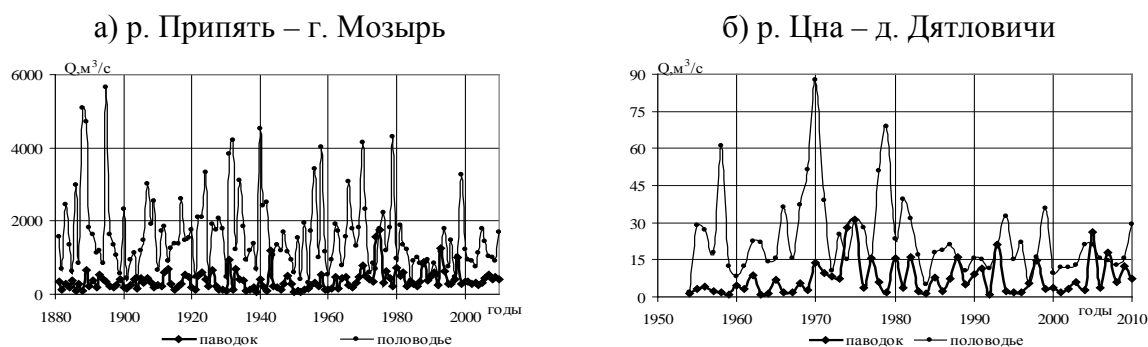 а) р. Припять – г. Мозырь
Q,м³/с
6000
4000
2000
0
1880 1900 1920 1940 1960 1980 2000
годы
паводок половодье
б) р. Цна – д. Дятловичи
Q,м³/с
90
75
60
45
30
15
0
1950 1960 1970 1980 1990 2000 2010
годы
паводок половодье